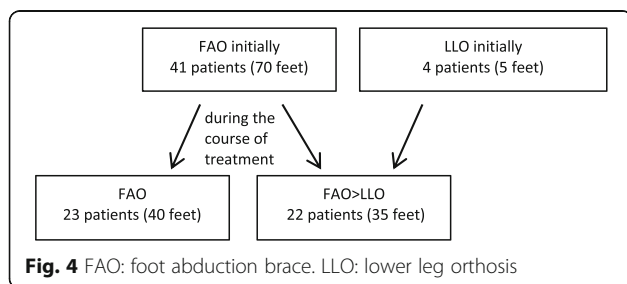 FAO initially
41 patients (70 feet)
LLO initially
4 patients (5 feet)
during the
course of
treatment
FAO
23 patients (40 feet)
FAO>LLO
22 patients (35 feet)
Fig. 4 FAO: foot abduction brace. LLO: lower leg orthosis